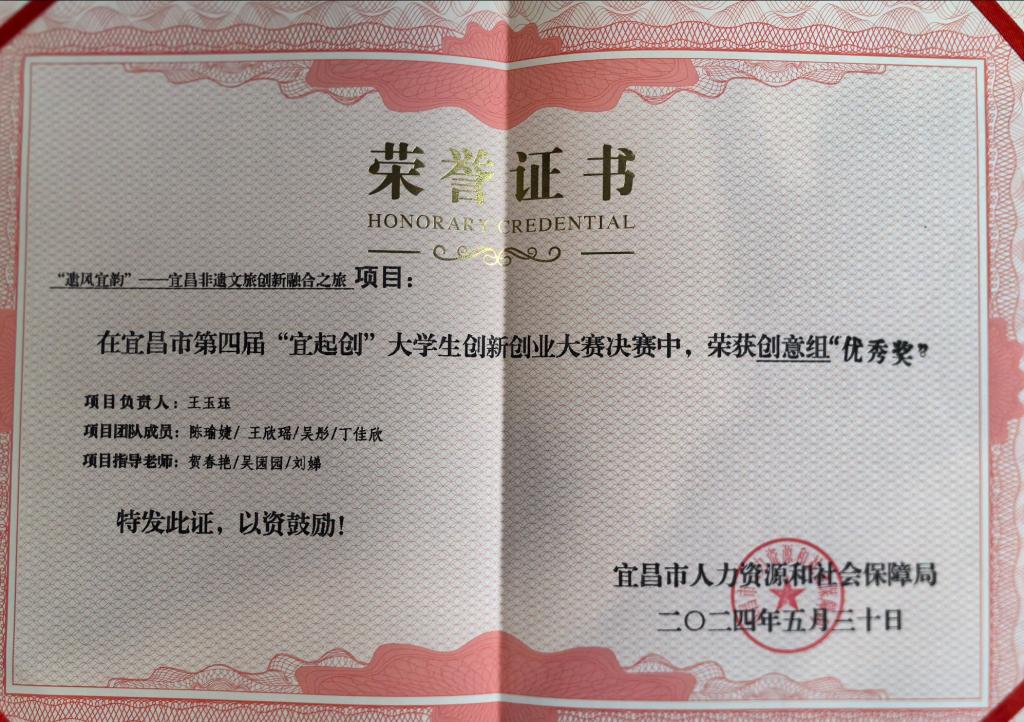 荣誉证书
HONORARY CREDENTIAL
“遗风宜韵”——宜昌非遗文旅创新融合之旅 项目：
在宜昌市第四届“宜起创”大学生创新创业大赛决赛中，荣获创意组“优秀奖”
项目负责人：王玉珏
项目团队成员：陈瑜婕/ 王欣瑶/吴彤/丁佳欣
项目指导老师：贺春艳/吴园园/刘娣
特发此证，以资鼓励！
宜昌市人力资源和社会保障局
二〇二四年五月三十日